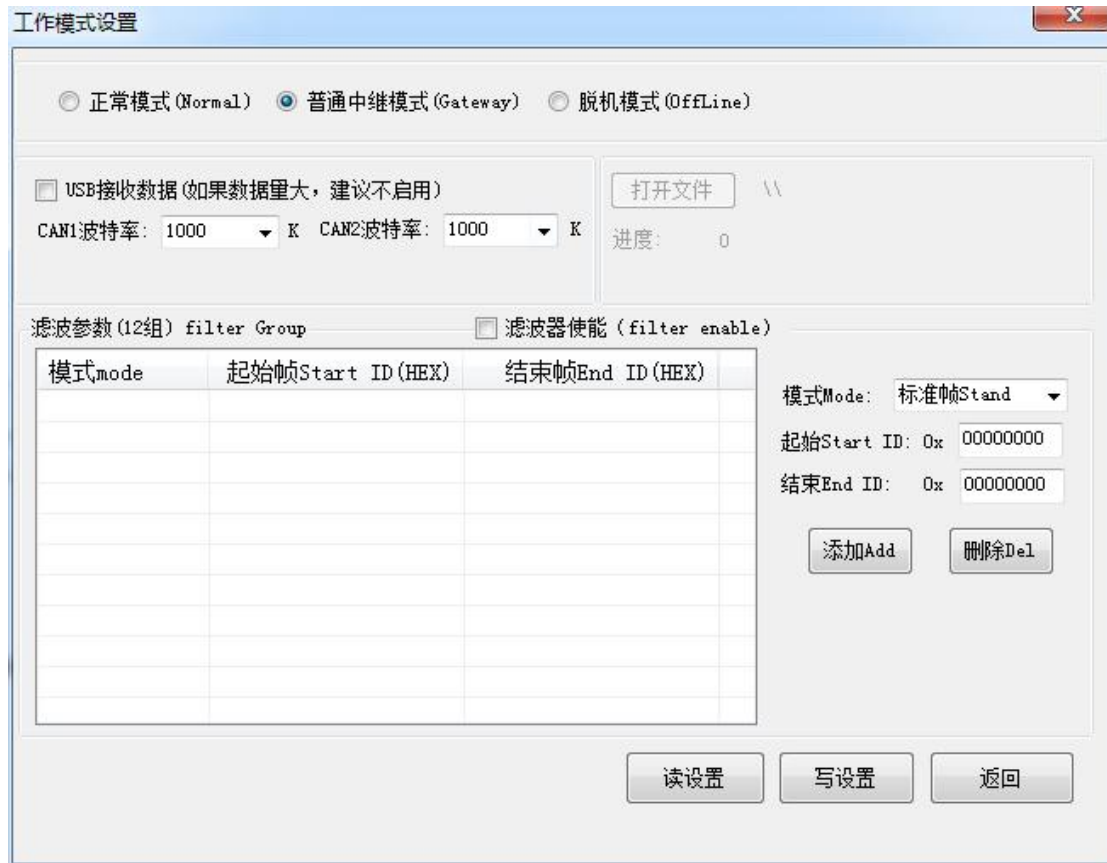 工作模式设置
正常模式(Normal) 普通中继模式(Gateway) 脱机模式(OffLine)
USB接收数据(如果数据量大，建议不启用)
CAN1波特率: 1000 K CAN2波特率: 1000 K
打开文件 \\
进度: 0
滤波参数(12组) filter Group 滤波器使能 (filter enable)
模式mode 起始帧Start ID(HEX) 结束帧End ID(HEX)
模式Mode: 标准帧Stand
起始Start ID: 0x 00000000
结束End ID: 0x 00000000
添加Add 删除Del
读设置 写设置 返回